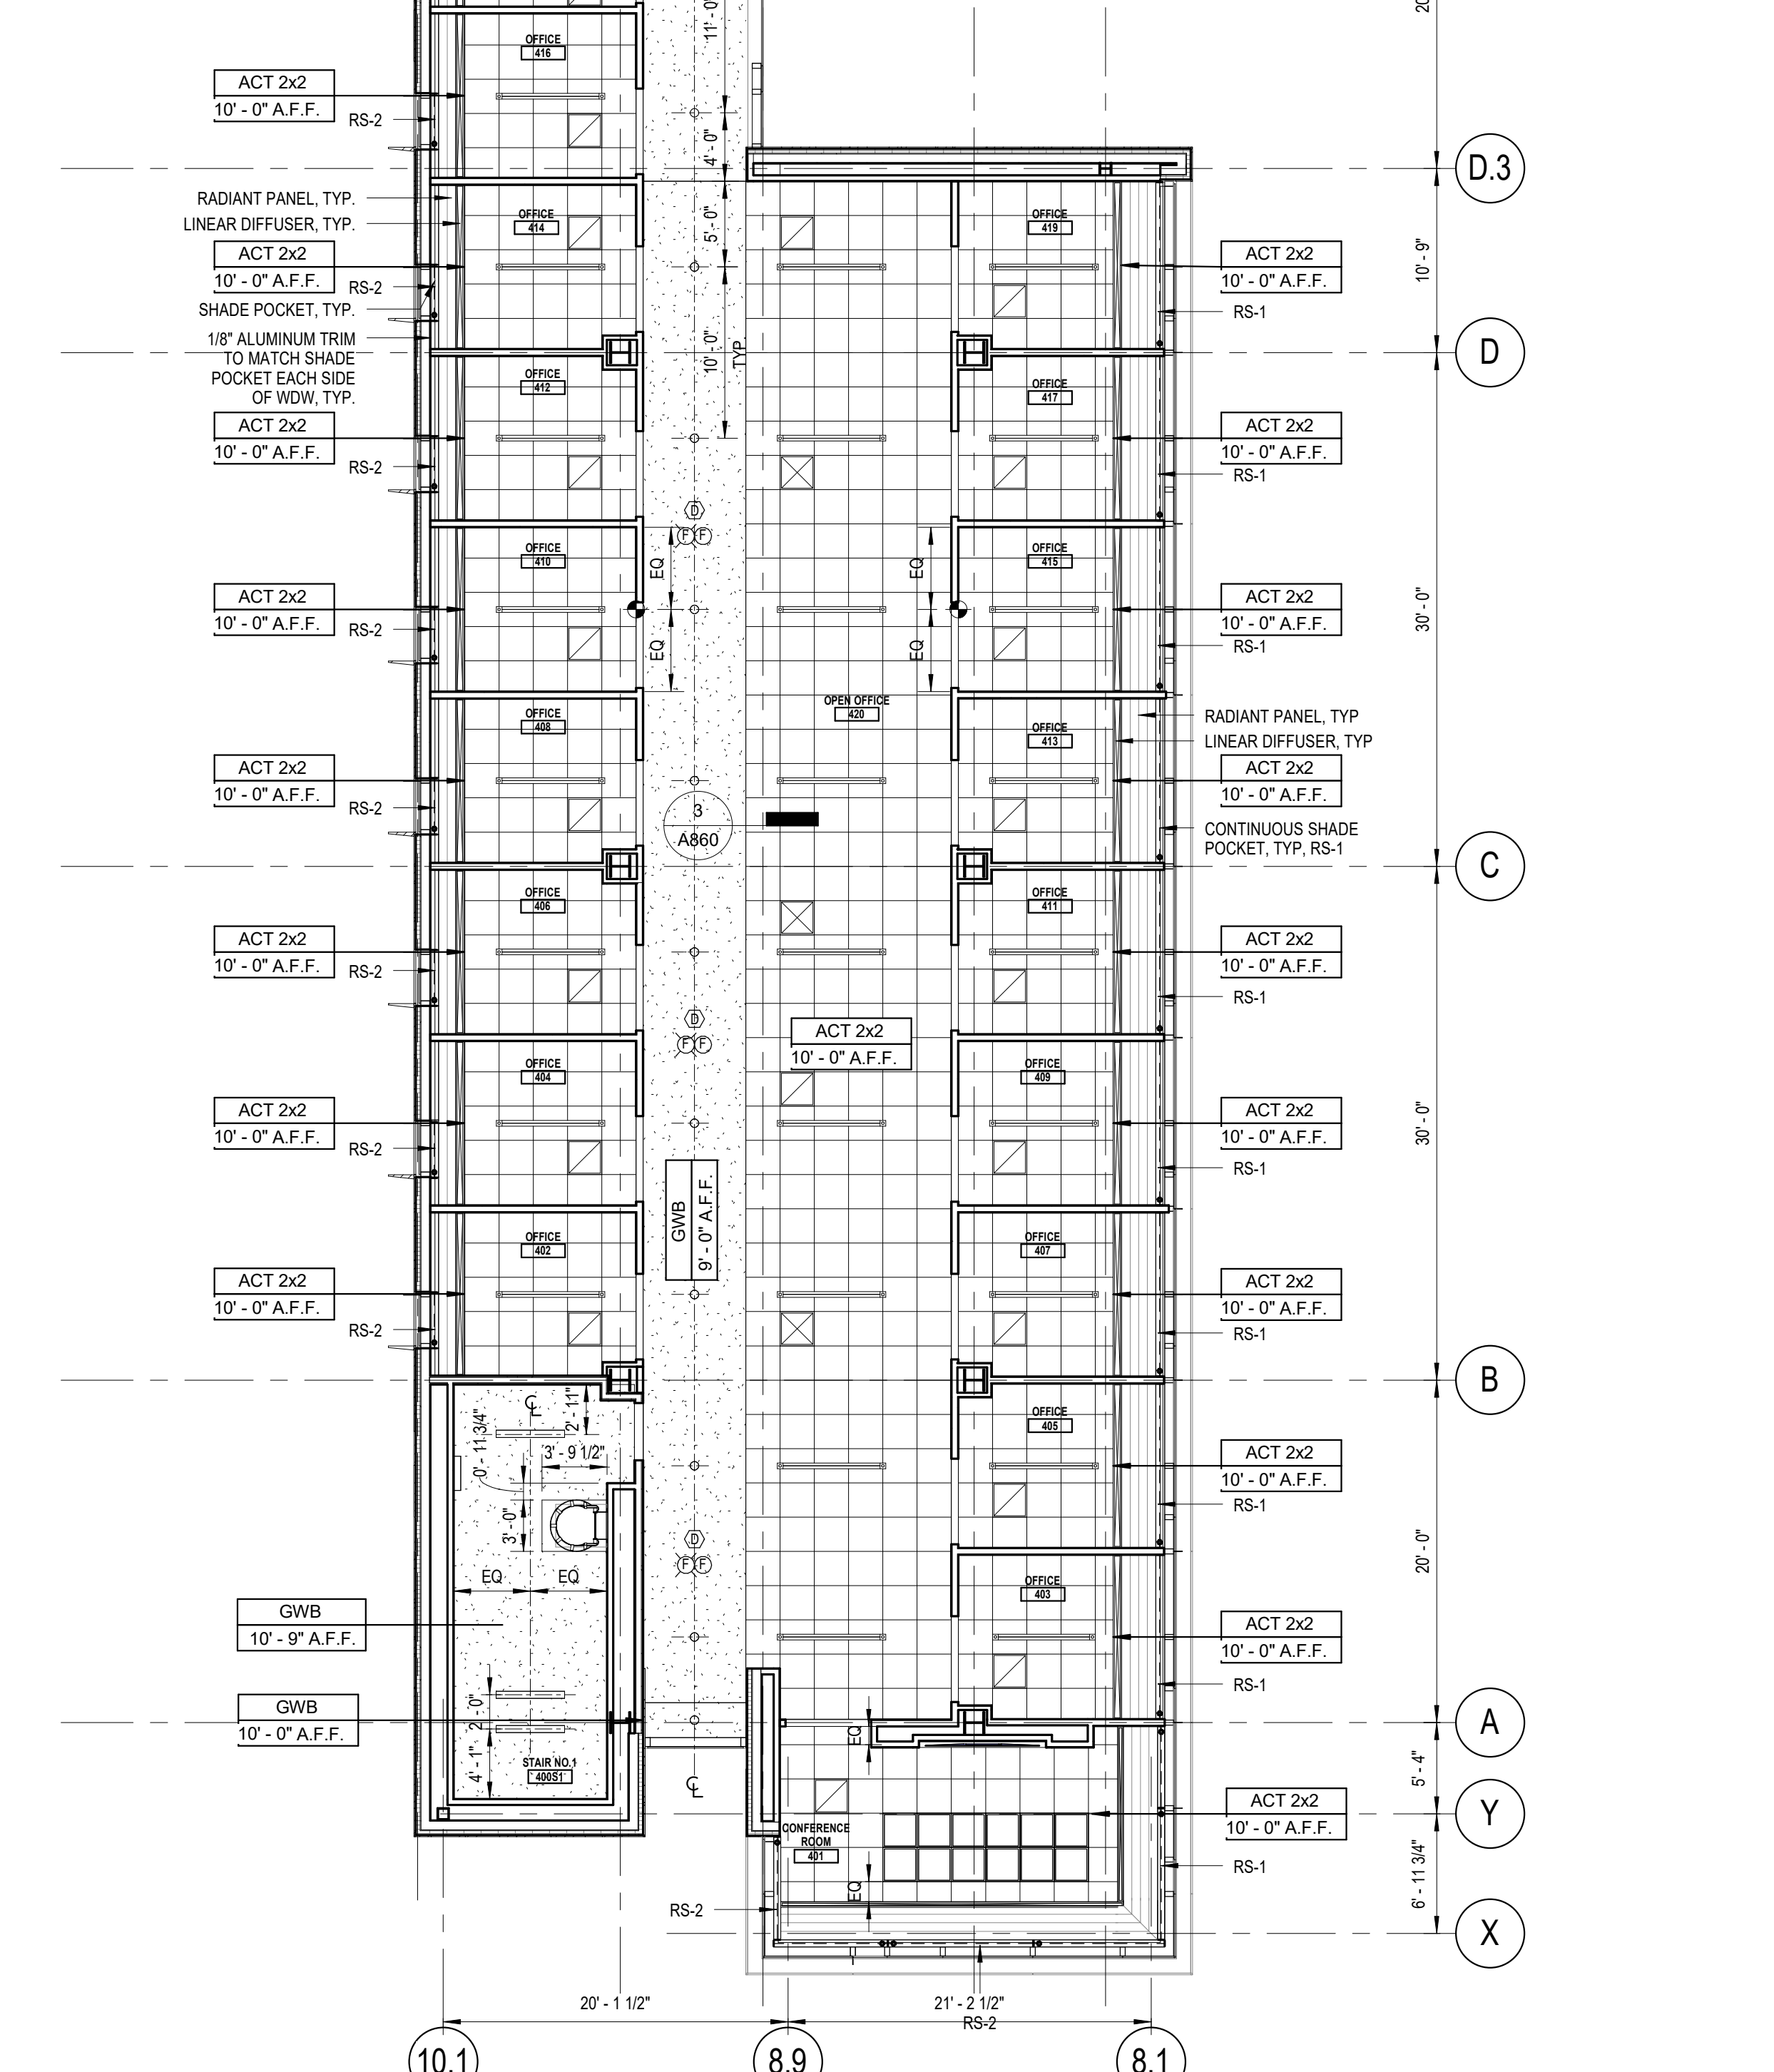 20
11' - 0"
OFFICE
416
ACT 2x2
10' - 0" A.F.F.
RS-2
4' - 0"
D.3
RADIANT PANEL, TYP.
LINEAR DIFFUSER, TYP.
OFFICE
414
5' - 0"
OFFICE
419
ACT 2x2
10' - 0" A.F.F.
RS-2
ACT 2x2
10' - 0" A.F.F.
10' - 9"
SHADE POCKET, TYP.
RS-1
1/8" ALUMINUM TRIM
TO MATCH SHADE
POCKET EACH SIDE
OF WDW, TYP.
10' - 0"
TYP
D
OFFICE
412
OFFICE
417
ACT 2x2
10' - 0" A.F.F.
RS-2
ACT 2x2
10' - 0" A.F.F.
RS-1
D
F F
OFFICE
410
EQ
EQ
OFFICE
415
ACT 2x2
10' - 0" A.F.F.
RS-2
EQ
EQ
ACT 2x2
10' - 0" A.F.F.
RS-1
30' - 0"
OPEN OFFICE
420
OFFICE
408
OFFICE
413
RADIANT PANEL, TYP
LINEAR DIFFUSER, TYP
ACT 2x2
10' - 0" A.F.F.
RS-2
ACT 2x2
10' - 0" A.F.F.
3
A860
CONTINUOUS SHADE
POCKET, TYP, RS-1
C
OFFICE
406
OFFICE
411
ACT 2x2
10' - 0" A.F.F.
RS-2
ACT 2x2
10' - 0" A.F.F.
RS-1
D
F F
ACT 2x2
10' - 0" A.F.F.
OFFICE
404
OFFICE
409
ACT 2x2
10' - 0" A.F.F.
RS-2
ACT 2x2
10' - 0" A.F.F.
RS-1
30' - 0"
GWB
9' - 0" A.F.F.
OFFICE
402
OFFICE
407
ACT 2x2
10' - 0" A.F.F.
RS-2
ACT 2x2
10' - 0" A.F.F.
RS-1
B
CL
2' - 11"
0' - 11 3/4"
3' - 9 1/2"
OFFICE
405
ACT 2x2
10' - 0" A.F.F.
RS-1
3' - 0"
D
F F
20' - 0"
EQ
EQ
OFFICE
403
GWB
10' - 9" A.F.F.
ACT 2x2
10' - 0" A.F.F.
RS-1
GWB
10' - 0" A.F.F.
2' - 0"
4' - 1"
EQ
A
STAIR NO.1
400S1
CL
5' - 4"
ACT 2x2
10' - 0" A.F.F.
Y
CONFERENCE
ROOM
401
RS-1
EQ
RS-2
6' - 11 3/4"
X
20' - 1 1/2"
21' - 2 1/2"
RS-2
10.1
8.9
8.1